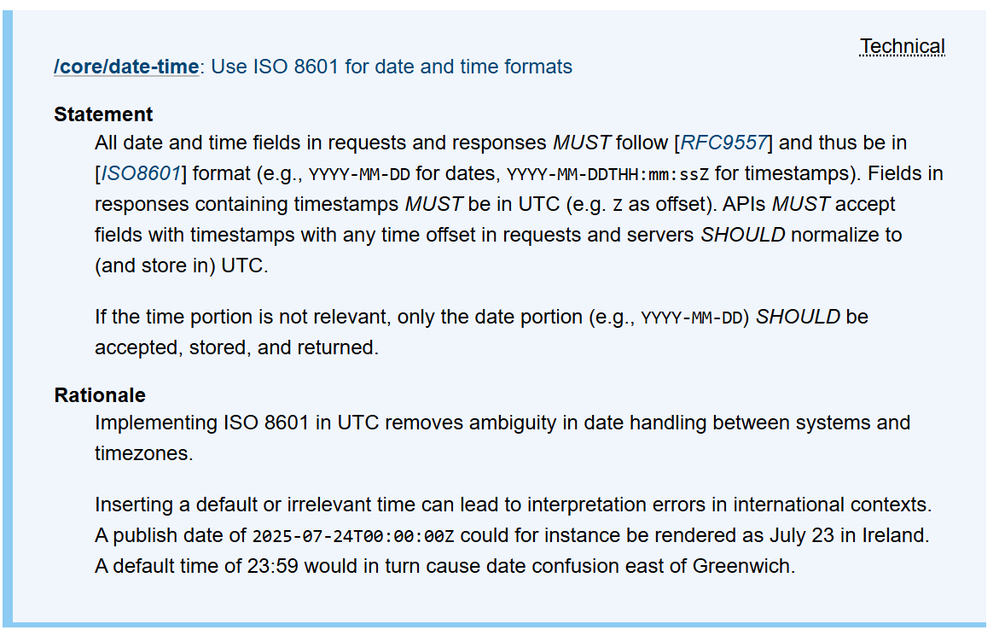 Technical
/core/date-time: Use ISO 8601 for date and time formats
Statement
All date and time fields in requests and responses MUST follow [RFC9557] and thus be in
[ISO8601] format (e.g., YYYY-MM-DD for dates, YYYY-MM-DDTHH:mm:ssZ for timestamps). Fields in
responses containing timestamps MUST be in UTC (e.g. Z as offset). APIs MUST accept
fields with timestamps with any time offset in requests and servers SHOULD normalize to
(and store in) UTC.
If the time portion is not relevant, only the date portion (e.g., YYYY-MM-DD) SHOULD be
accepted, stored, and returned.
Rationale
Implementing ISO 8601 in UTC removes ambiguity in date handling between systems and
timezones.
Inserting a default or irrelevant time can lead to interpretation errors in international contexts.
A publish date of 2025-07-24T00:00:00Z could for instance be rendered as July 23 in Ireland.
A default time of 23:59 would in turn cause date confusion east of Greenwich.